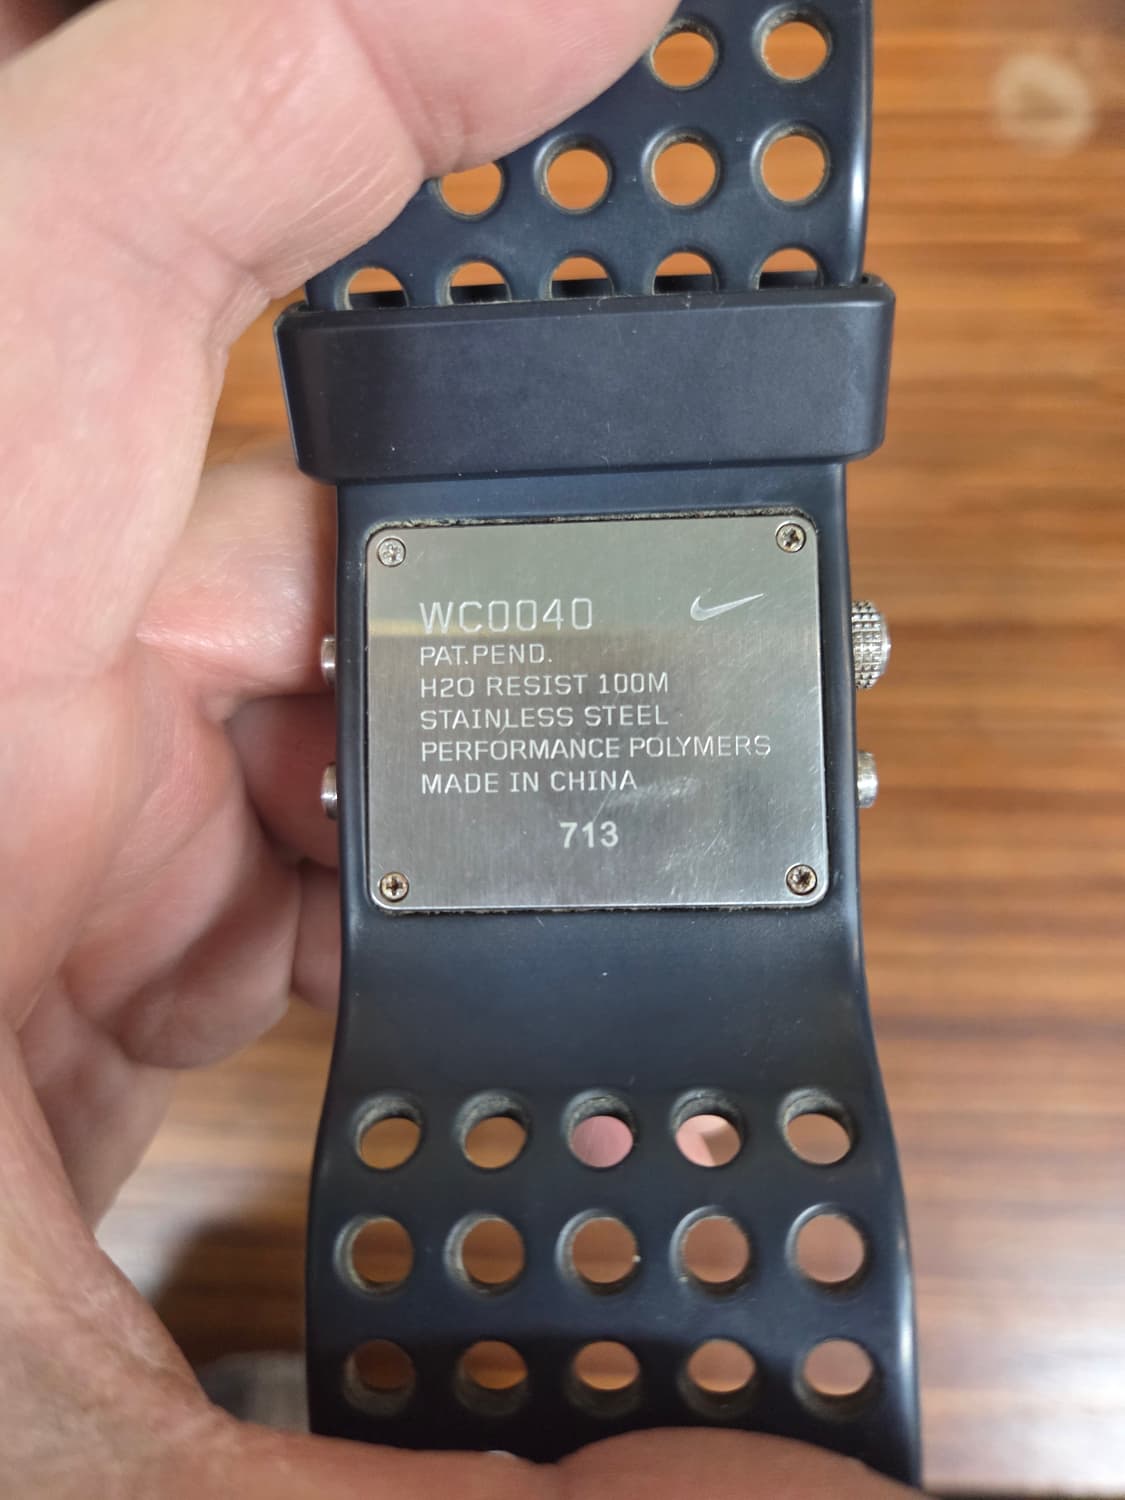 WC0040
PAT.PEND.
H2O RESIST 100M
STAINLESS STEEL
PERFORMANCE POLYMERS
MADE IN CHINA
713